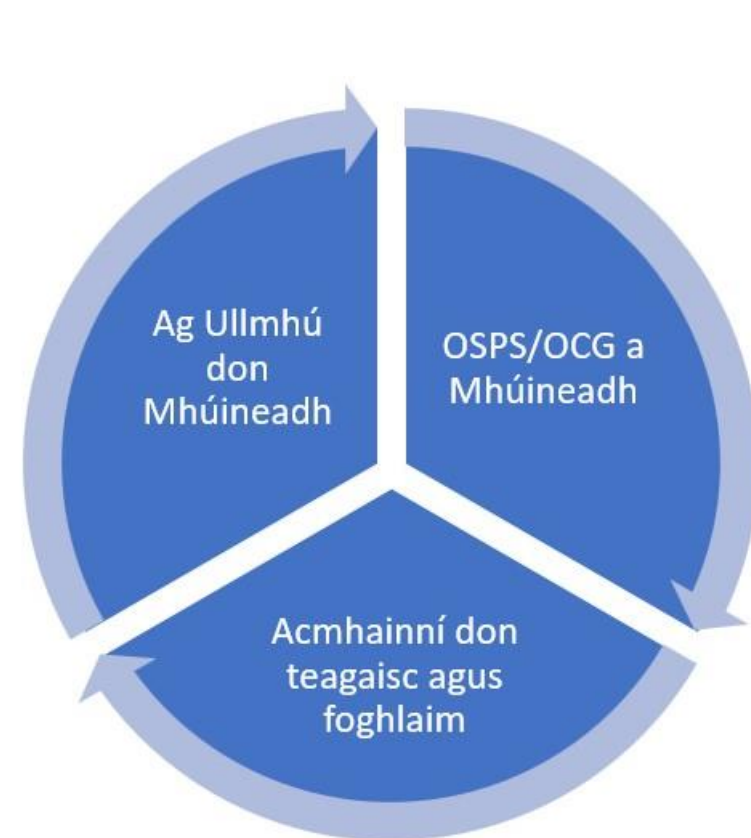 Ag Ullmhú
don
Mhúineadh
OSPS/OCG a
Mhúineadh
Acmhainní don
teagaisc agus
foghlaim